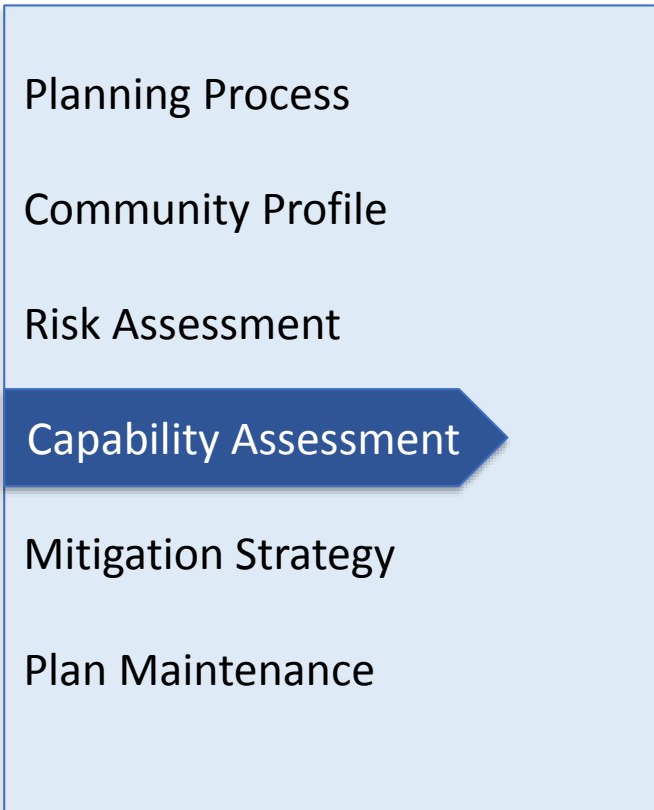 Planning Process
Community Profile
Risk Assessment
Capability Assessment
Mitigation Strategy
Plan Maintenance